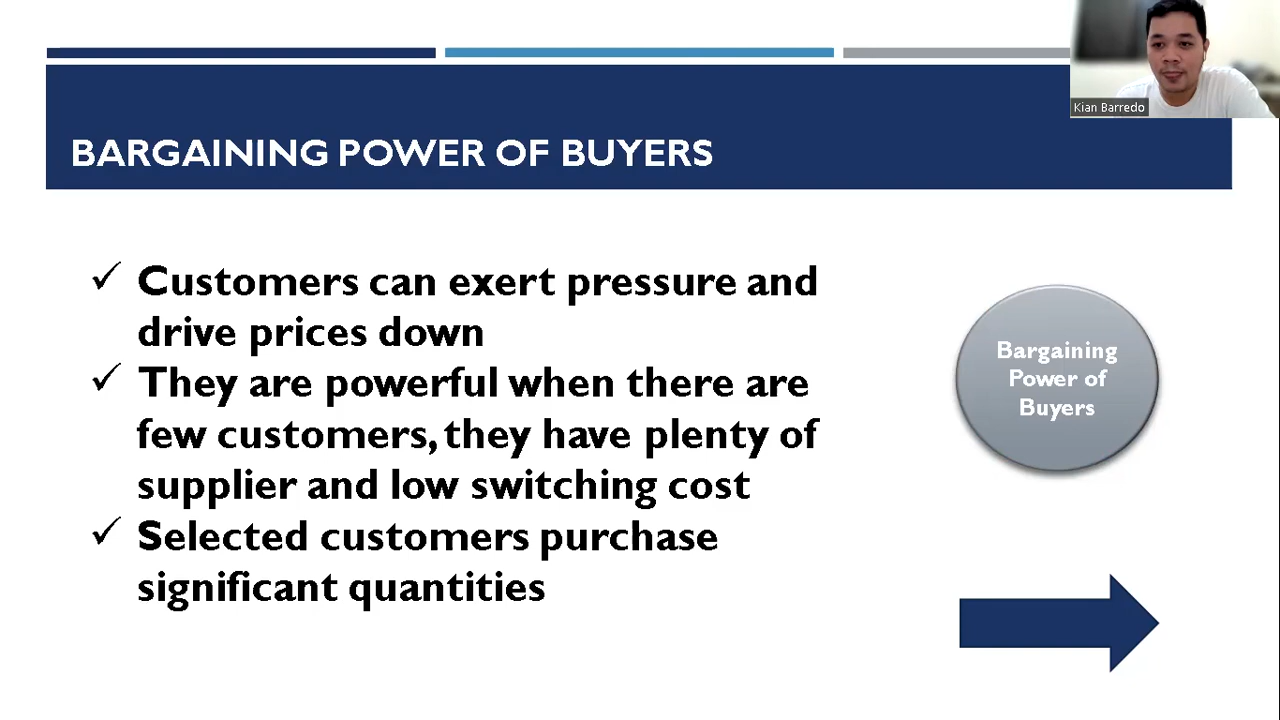 Kian Barredo
BARGAINING POWER OF BUYERS
Customers can exert pressure and
drive prices down
They are powerful when there are
few customers, they have plenty of
supplier and low switching cost
Selected customers purchase
significant quantities
Bargaining
Power of
Buyers